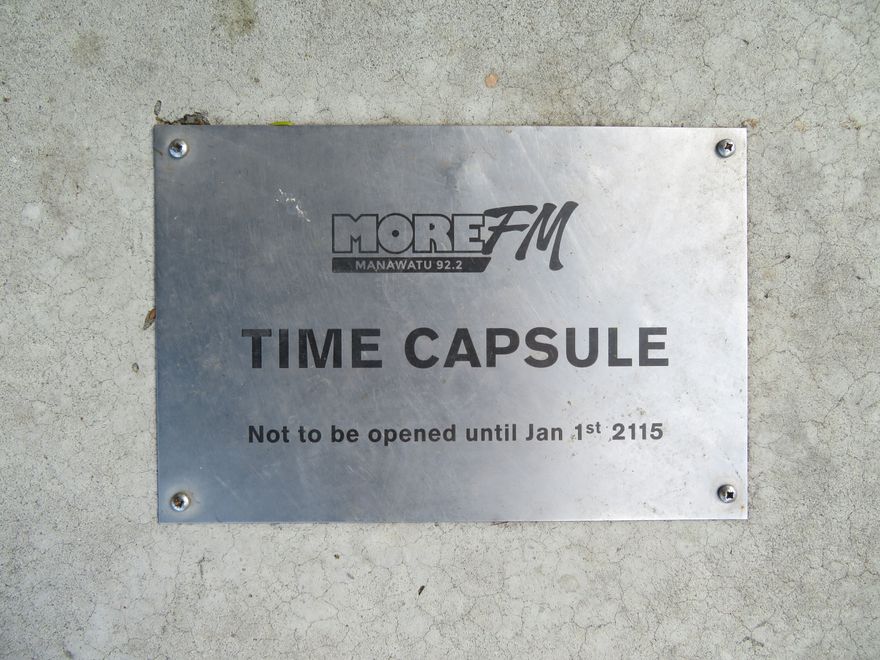 MOREFM
MANAWATU 92.2
TIME CAPSULE
Not to be opened until Jan 1st 2115